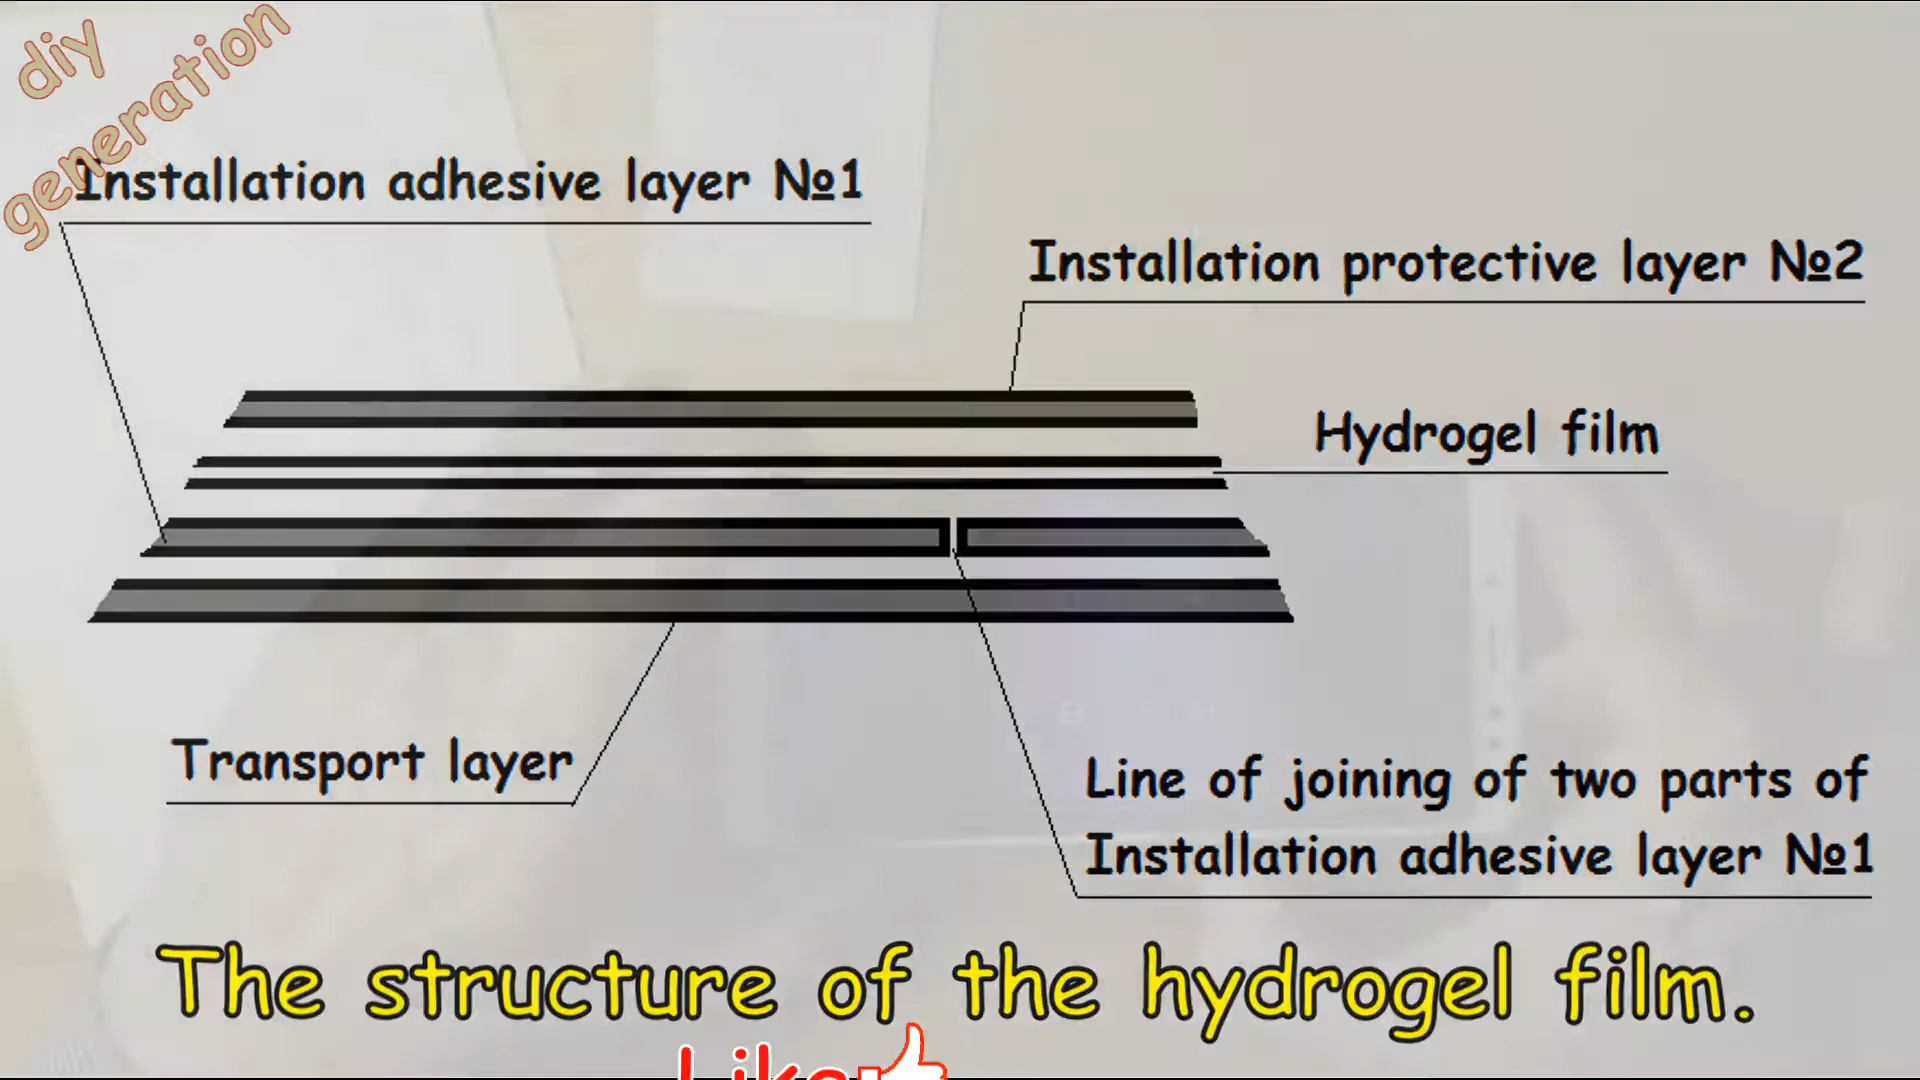 diy
generation
Installation adhesive layer №1
Installation protective layer №2
Hydrogel film
Transport layer
Line of joining of two parts of
Installation adhesive layer №1
The structure of the hydrogel film.
Like